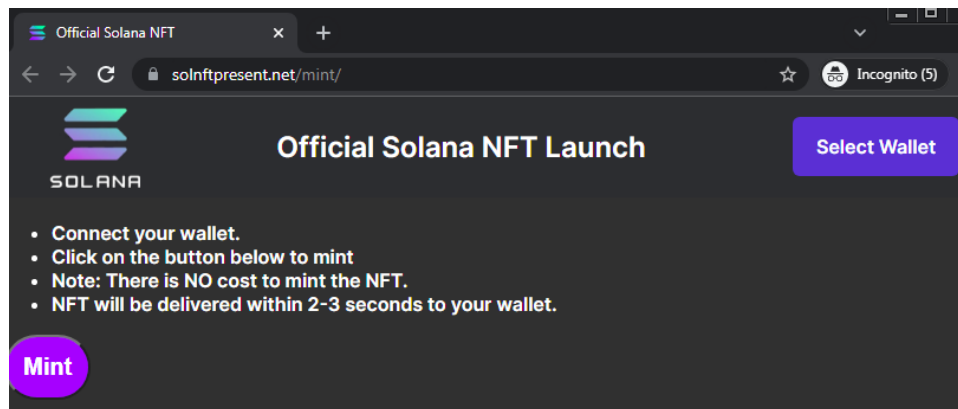 Official Solana NFT
solnftpresent.net/mint/
Incognito (5)
SOLANA
Official Solana NFT Launch
Select Wallet
Connect your wallet.
Click on the button below to mint
Note: There is NO cost to mint the NFT.
NFT will be delivered within 2-3 seconds to your wallet.
Mint